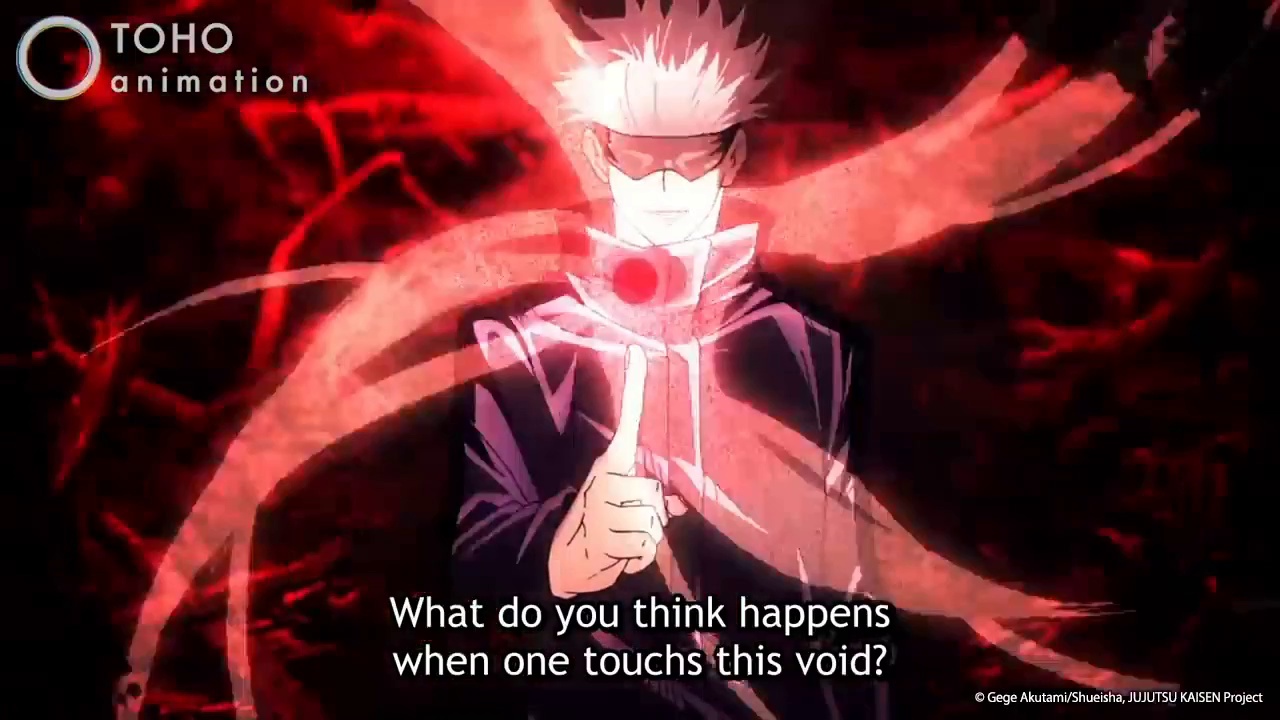 TOHO
animation
What do you think happens
when one touchs this void?
© Gege Akutami/Shueisha, JUJUTSU KAISEN Project